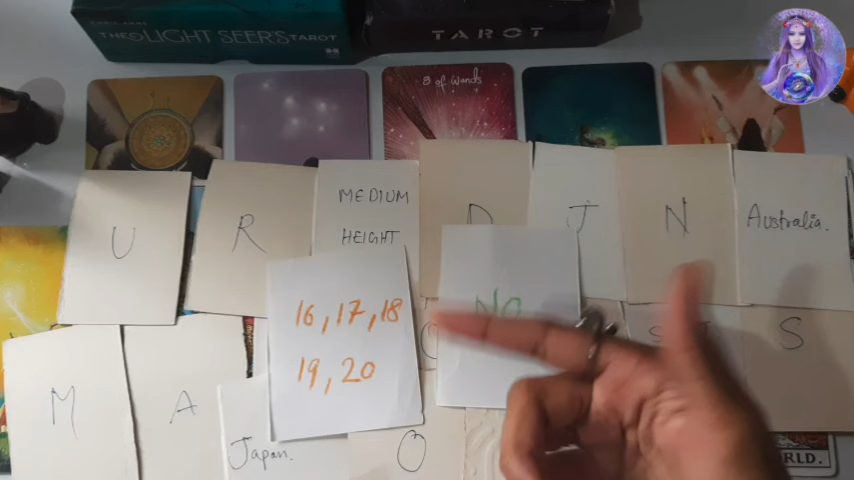 THE LIGHT SEER'S TAROT
TAROT
8 of Wands
U
R
MEDIUM
HEIGHT
D
J
N
Australia.
16, 17, 18
19, 20
NO
S
M
A
Japan.
O
RLD.